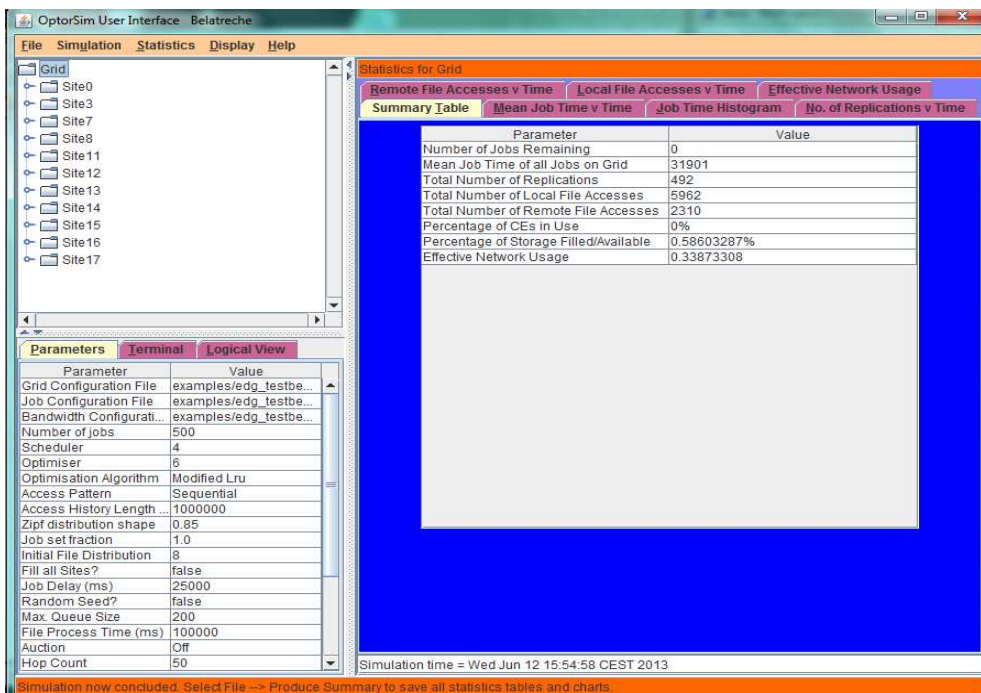 OptorSim User Interface Belatreche
File Simulation Statistics Display Help
Grid
Site0
Site3
Site7
Site8
Site11
Site12
Site13
Site14
Site15
Site16
Site17
Parameters Terminal Logical View
Parameter Value
Grid Configuration File examples/edg_testbe...
Job Configuration File examples/edg_testbe...
Bandwidth Configurati... examples/edg_testbe...
Number of jobs 500
Scheduler 4
Optimiser 6
Optimisation Algorithm Modified Lru
Access Pattern Sequential
Access History Length ... 1000000
Zipf distribution shape 0.85
Job set fraction 1.0
Initial File Distribution 8
Fill all Sites? false
Job Delay (ms) 25000
Random Seed? false
Max. Queue Size 200
File Process Time (ms) 100000
Auction Off
Hop Count 50
Statistics for Grid
Remote File Accesses v Time Local File Accesses v Time Effective Network Usage
Summary Table Mean Job Time v Time Job Time Histogram No. of Replications v Time
Parameter Value
Number of Jobs Remaining 0
Mean Job Time of all Jobs on Grid 31901
Total Number of Replications 492
Total Number of Local File Accesses 5962
Total Number of Remote File Accesses 2310
Percentage of CEs in Use 0%
Percentage of Storage Filled/Available 0.58603287%
Effective Network Usage 0.33873308
Simulation time = Wed Jun 12 15:54:58 CEST 2013
Simulation now concluded. Select File --> Produce Summary to save all statistics tables and charts.